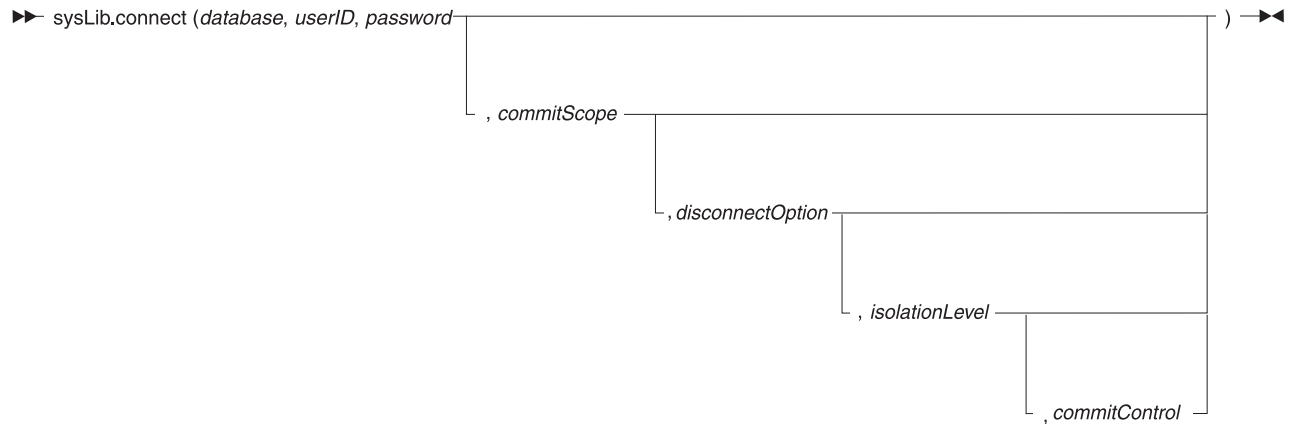 sysLib.connect (database, userID, password )
, commitScope
, disconnectOption
, isolationLevel
, commitControl